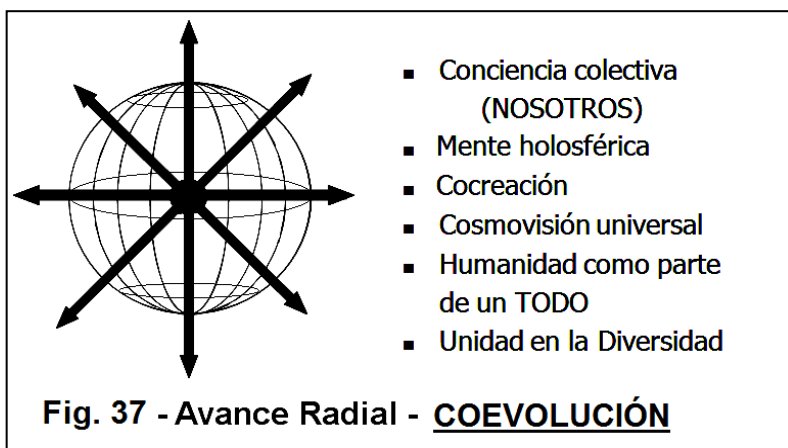 ▪ Conciencia colectiva
(NOSOTROS)
▪ Mente holosférica
▪ Cocreación
▪ Cosmovisión universal
▪ Humanidad como parte
de un TODO
▪ Unidad en la Diversidad
Fig. 37 - Avance Radial - COEVOLUCIÓN